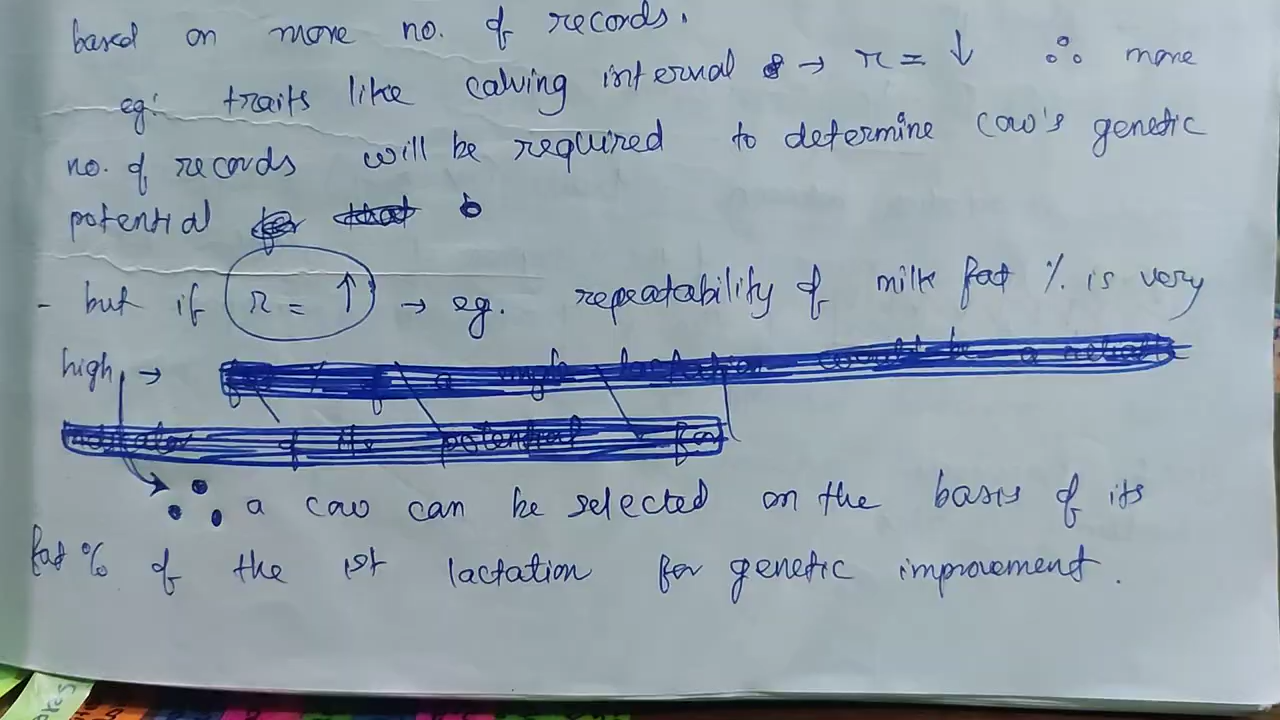 based on more no. of records.
eg: traits like calving internal → r = ↓ ∴ more
no. of records will be required to determine cow's genetic
potential
- but if r = ↑ → eg. repeatability of milk fat % is very
high, →
∴ a cow can be selected on the basis of its
fat % of the 1st lactation for genetic improvement.